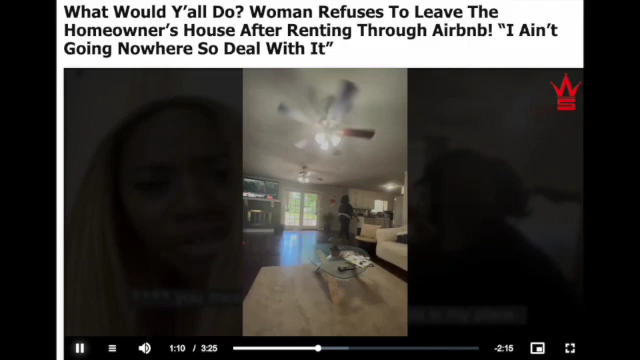 What Would Y’all Do? Woman Refuses To Leave The
Homeowner’s House After Renting Through Airbnb! “I Ain’t
Going Nowhere So Deal With It”
1:10 / 3:25
-2:15